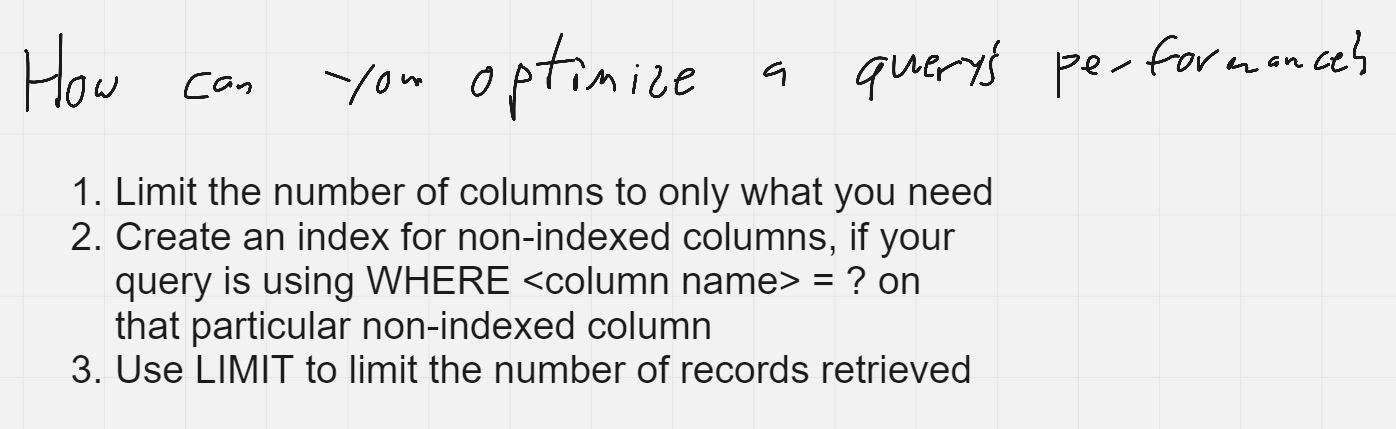 How can you optimize a query's performance?
1. Limit the number of columns to only what you need
2. Create an index for non-indexed columns, if your
query is using WHERE <column name> = ? on
that particular non-indexed column
3. Use LIMIT to limit the number of records retrieved